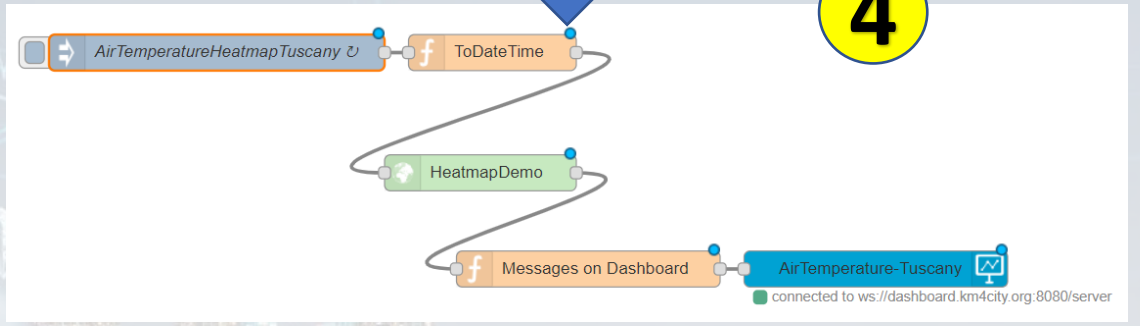 4
AirTemperatureHeatmapTuscany ↻
ToDateTime
HeatmapDemo
Messages on Dashboard
AirTemperature-Tuscany
connected to ws://dashboard.km4city.org:8080/server